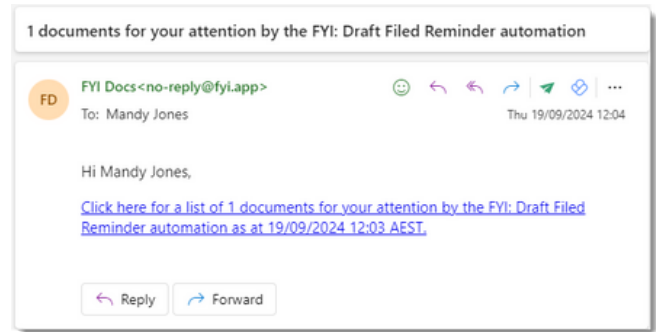 1 documents for your attention by the FYI: Draft Filed Reminder automation
FD
FYI Docs<no-reply@fyi.app>
To: Mandy Jones
Thu 19/09/2024 12:04
Hi Mandy Jones,
Click here for a list of 1 documents for your attention by the FYI: Draft Filed
Reminder automation as at 19/09/2024 12:03 AEST.
Reply
Forward